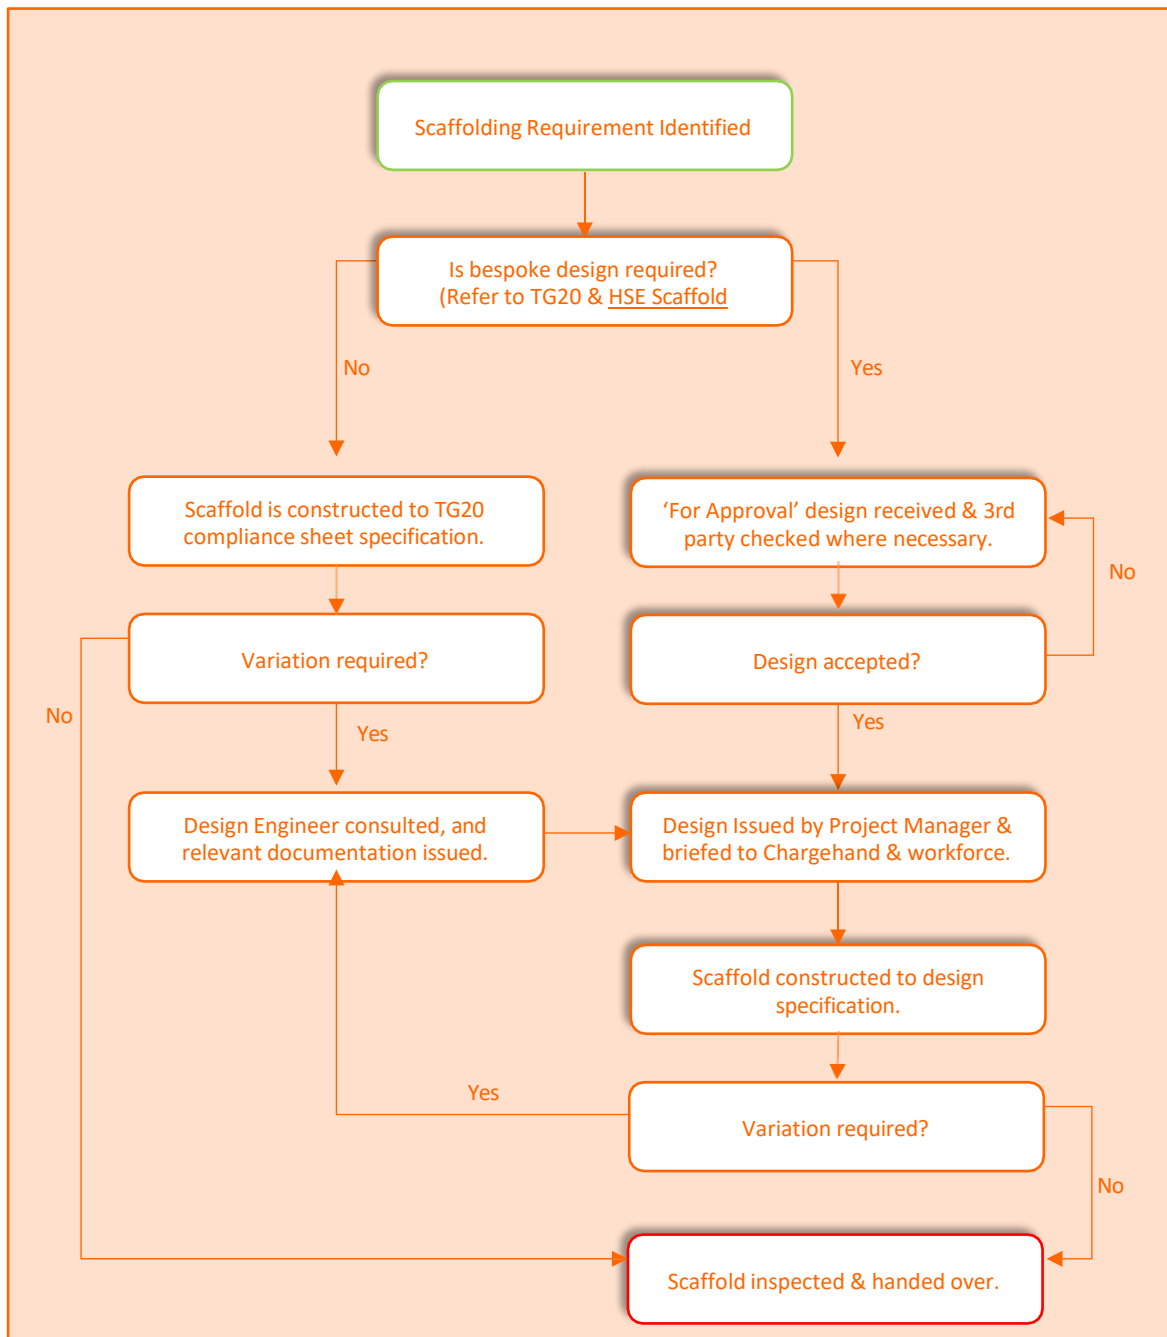 Scaffolding Requirement Identified
Is bespoke design required?
(Refer to TG20 & HSE Scaffold
No
Yes
Scaffold is constructed to TG20
compliance sheet specification.
‘For Approval’ design received & 3rd
party checked where necessary.
No
Variation required?
Design accepted?
No
Yes
Yes
Design Engineer consulted, and
relevant documentation issued.
Design Issued by Project Manager &
briefed to Chargehand & workforce.
Scaffold constructed to design
specification.
Yes
Variation required?
No
Scaffold inspected & handed over.